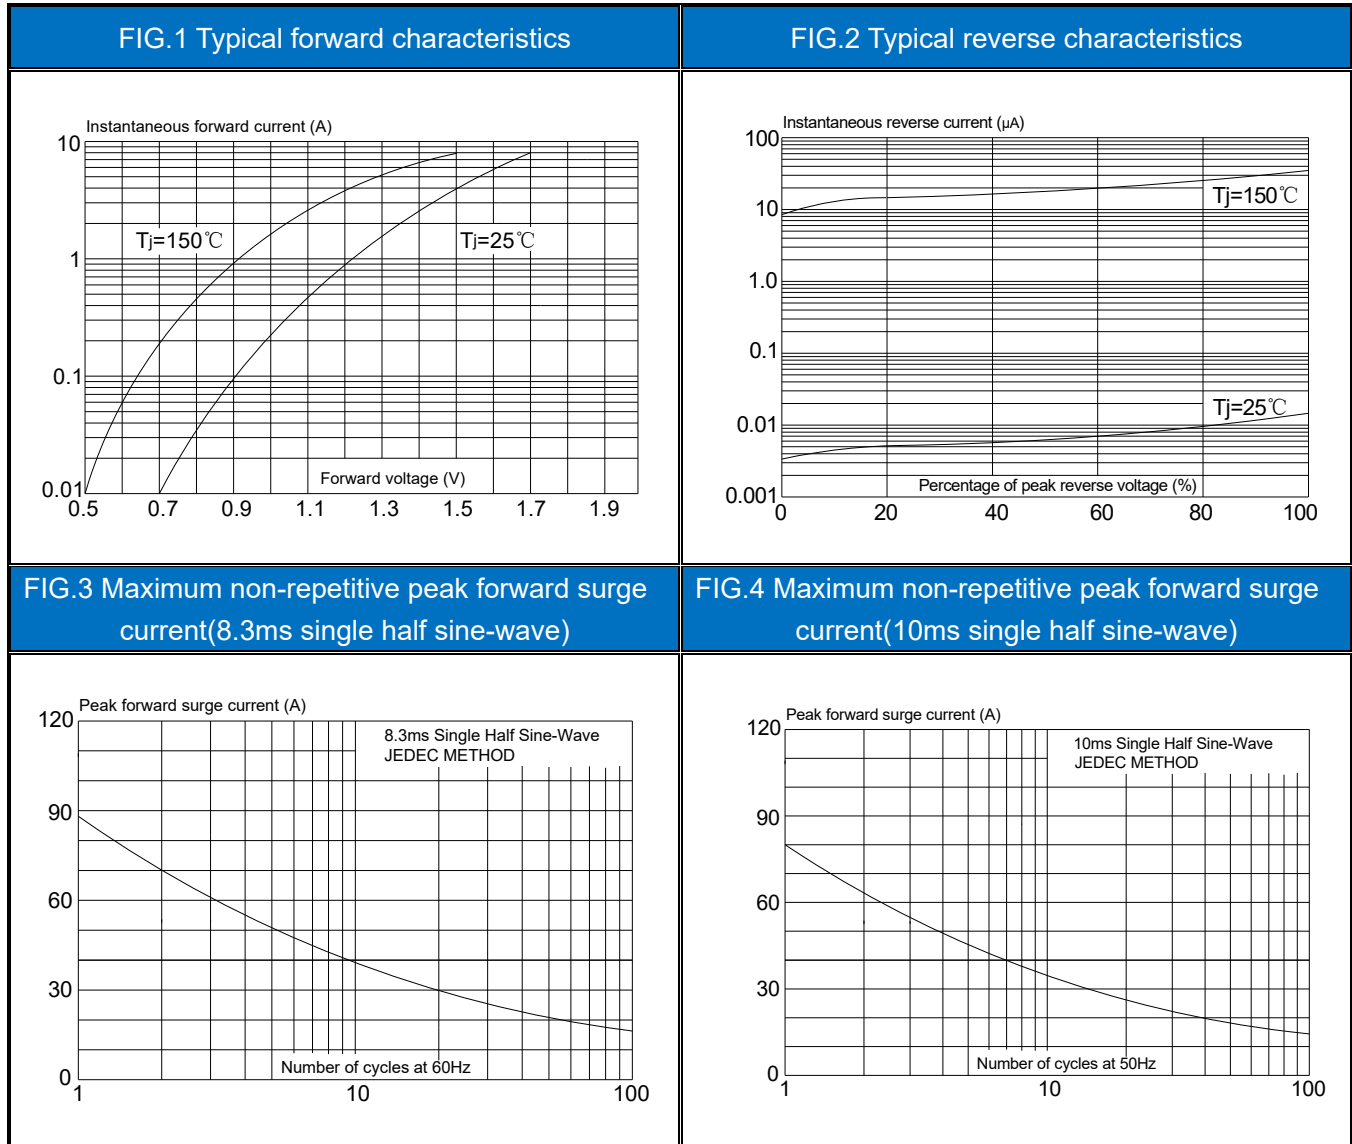 FIG.1 Typical forward characteristics
FIG.2 Typical reverse characteristics
Instantaneous forward current (A)
10
1
0.1
0.01
Tj=150℃
Tj=25℃
Forward voltage (V)
0.5 0.7 0.9 1.1 1.3 1.5 1.7 1.9
Instantaneous reverse current (μA)
100
10
1.0
0.1
0.01
0.001
Tj=150℃
Tj=25℃
Percentage of peak reverse voltage (%)
0 20 40 60 80 100
FIG.3 Maximum non-repetitive peak forward surge
current(8.3ms single half sine-wave)
FIG.4 Maximum non-repetitive peak forward surge
current(10ms single half sine-wave)
Peak forward surge current (A)
120
90
60
30
0
8.3ms Single Half Sine-Wave
JEDEC METHOD
Number of cycles at 60Hz
1 10 100
Peak forward surge current (A)
120
90
60
30
0
10ms Single Half Sine-Wave
JEDEC METHOD
Number of cycles at 50Hz
1 10 100